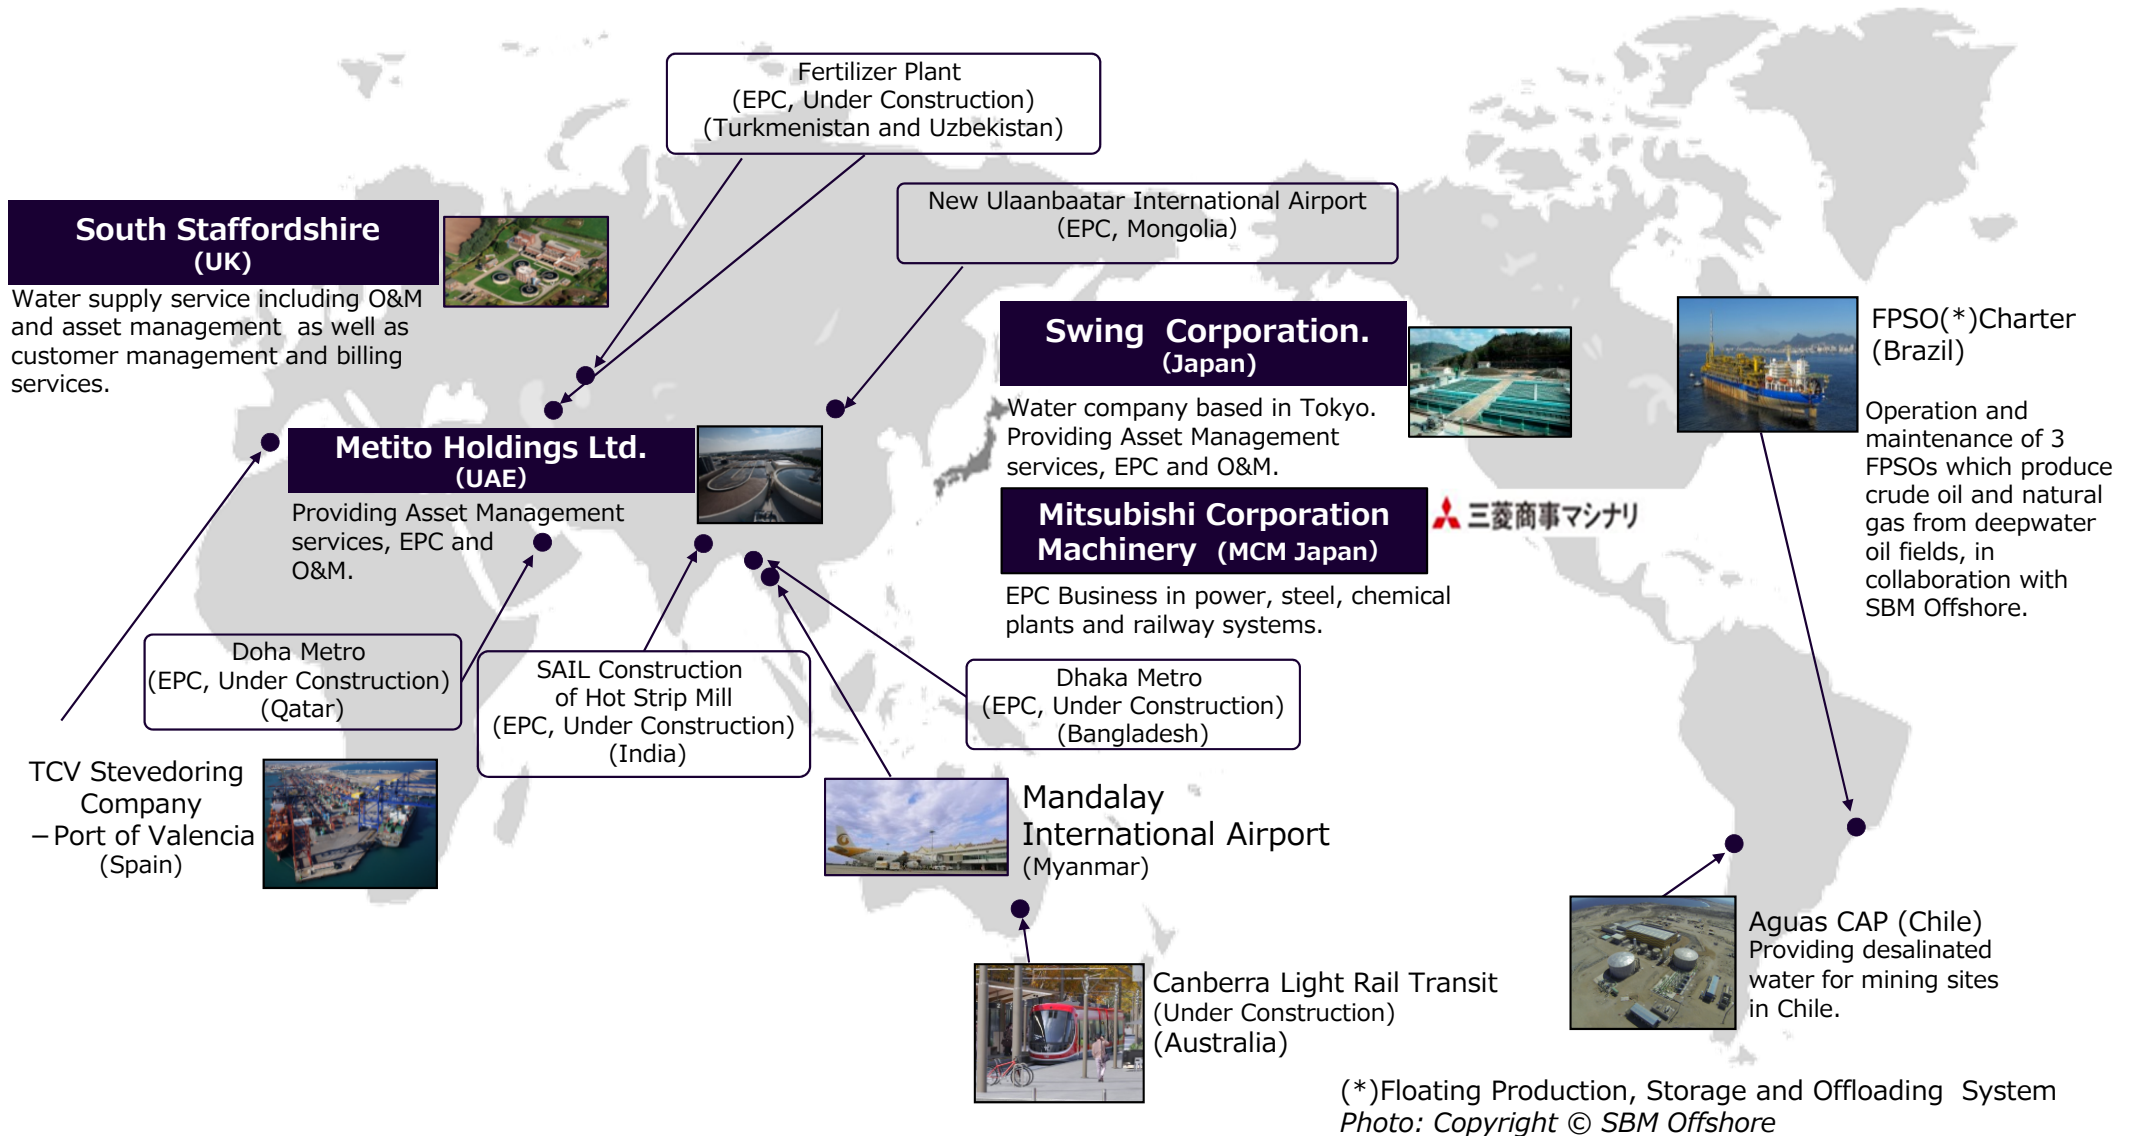 Fertilizer Plant
(EPC, Under Construction)
(Turkmenistan and Uzbekistan)
New Ulaanbaatar International Airport
(EPC, Mongolia)
South Staffordshire
(UK)
Water supply service including O&M
and asset management as well as
customer management and billing
services.
Swing Corporation.
(Japan)
Water company based in Tokyo.
Providing Asset Management
services, EPC and O&M.
FPSO(*)Charter
(Brazil)
Operation and
maintenance of 3
FPSOs which produce
crude oil and natural
gas from deepwater
oil fields, in
collaboration with
SBM Offshore.
Metito Holdings Ltd.
(UAE)
Providing Asset Management
services, EPC and
O&M.
Mitsubishi Corporation
Machinery (MCM Japan)
三菱商事マシナリ
EPC Business in power, steel, chemical
plants and railway systems.
Doha Metro
(EPC, Under Construction)
(Qatar)
SAIL Construction
of Hot Strip Mill
(EPC, Under Construction)
(India)
Dhaka Metro
(EPC, Under Construction)
(Bangladesh)
TCV Stevedoring
Company
－Port of Valencia
(Spain)
Mandalay
International Airport
(Myanmar)
Canberra Light Rail Transit
(Under Construction)
(Australia)
Aguas CAP (Chile)
Providing desalinated
water for mining sites
in Chile.
(*)Floating Production, Storage and Offloading System
Photo: Copyright © SBM Offshore